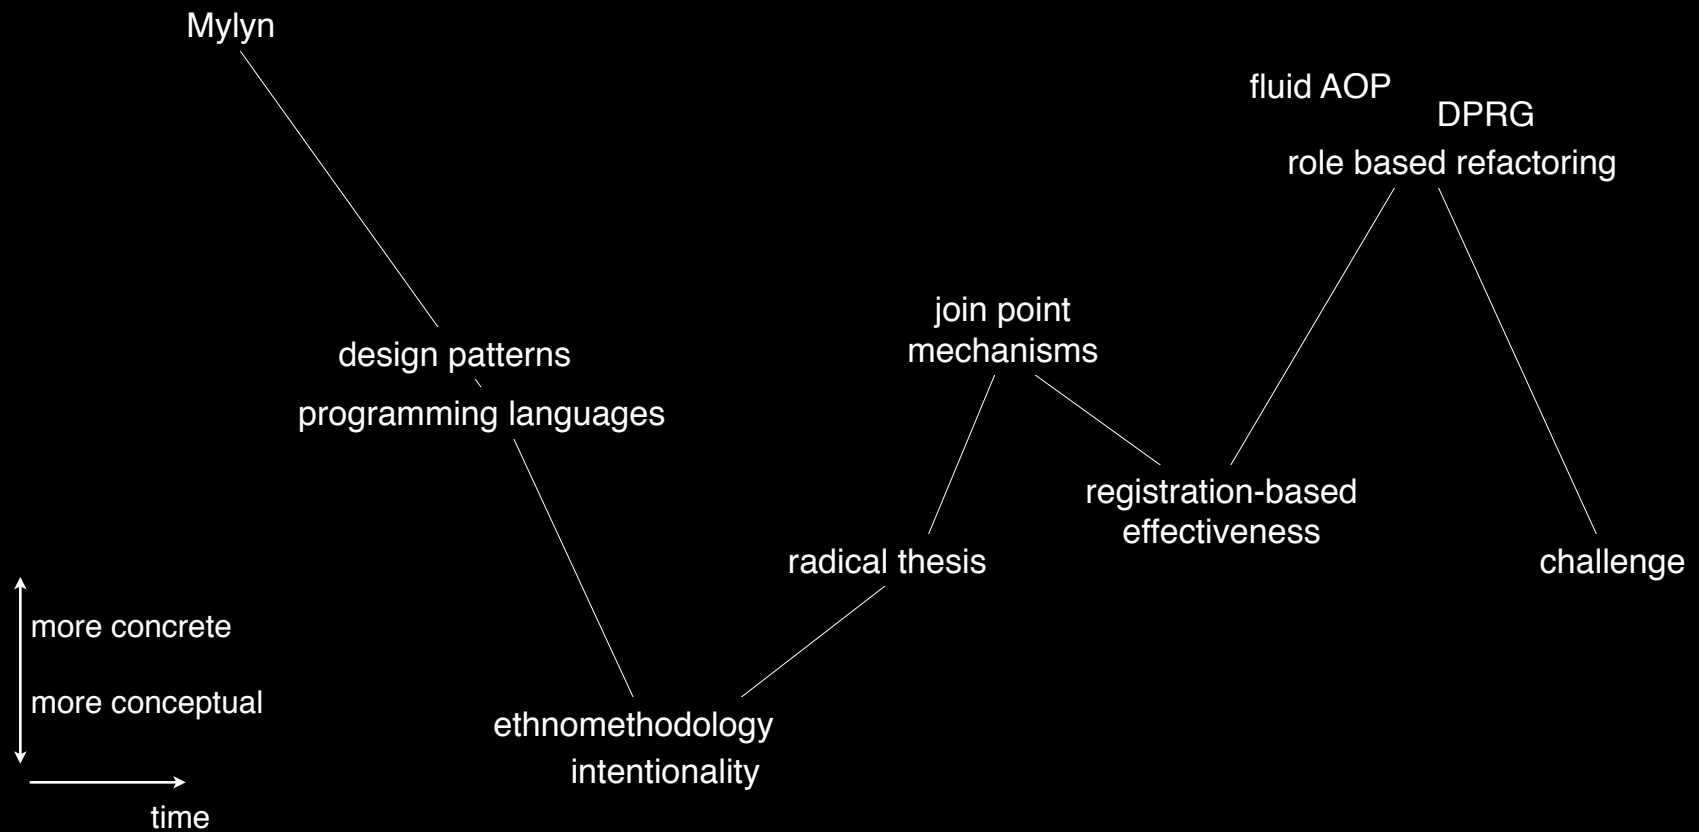 Mylyn
fluid AOP
DPRG
role based refactoring
join point
mechanisms
design patterns
programming languages
registration-based
effectiveness
radical thesis
challenge
more concrete
more conceptual
ethnomethodology
intentionality
time